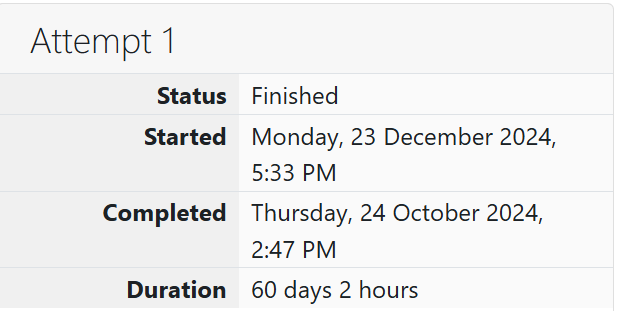 Attempt 1
Status Finished
Started Monday, 23 December 2024,
5:33 PM
Completed Thursday, 24 October 2024,
2:47 PM
Duration 60 days 2 hours